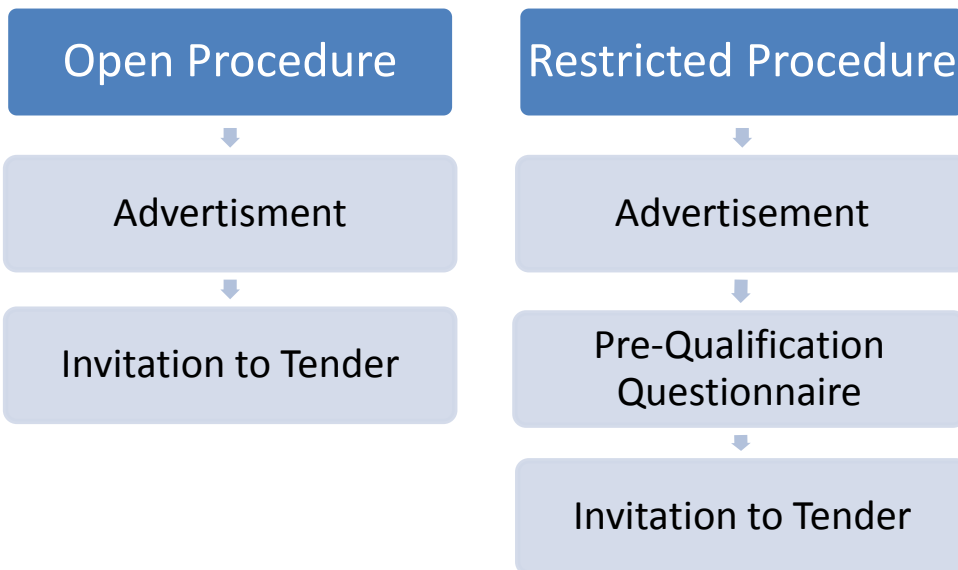 Open Procedure
Advertisment
Invitation to Tender
Restricted Procedure
Advertisement
Pre-Qualification
Questionnaire
Invitation to Tender